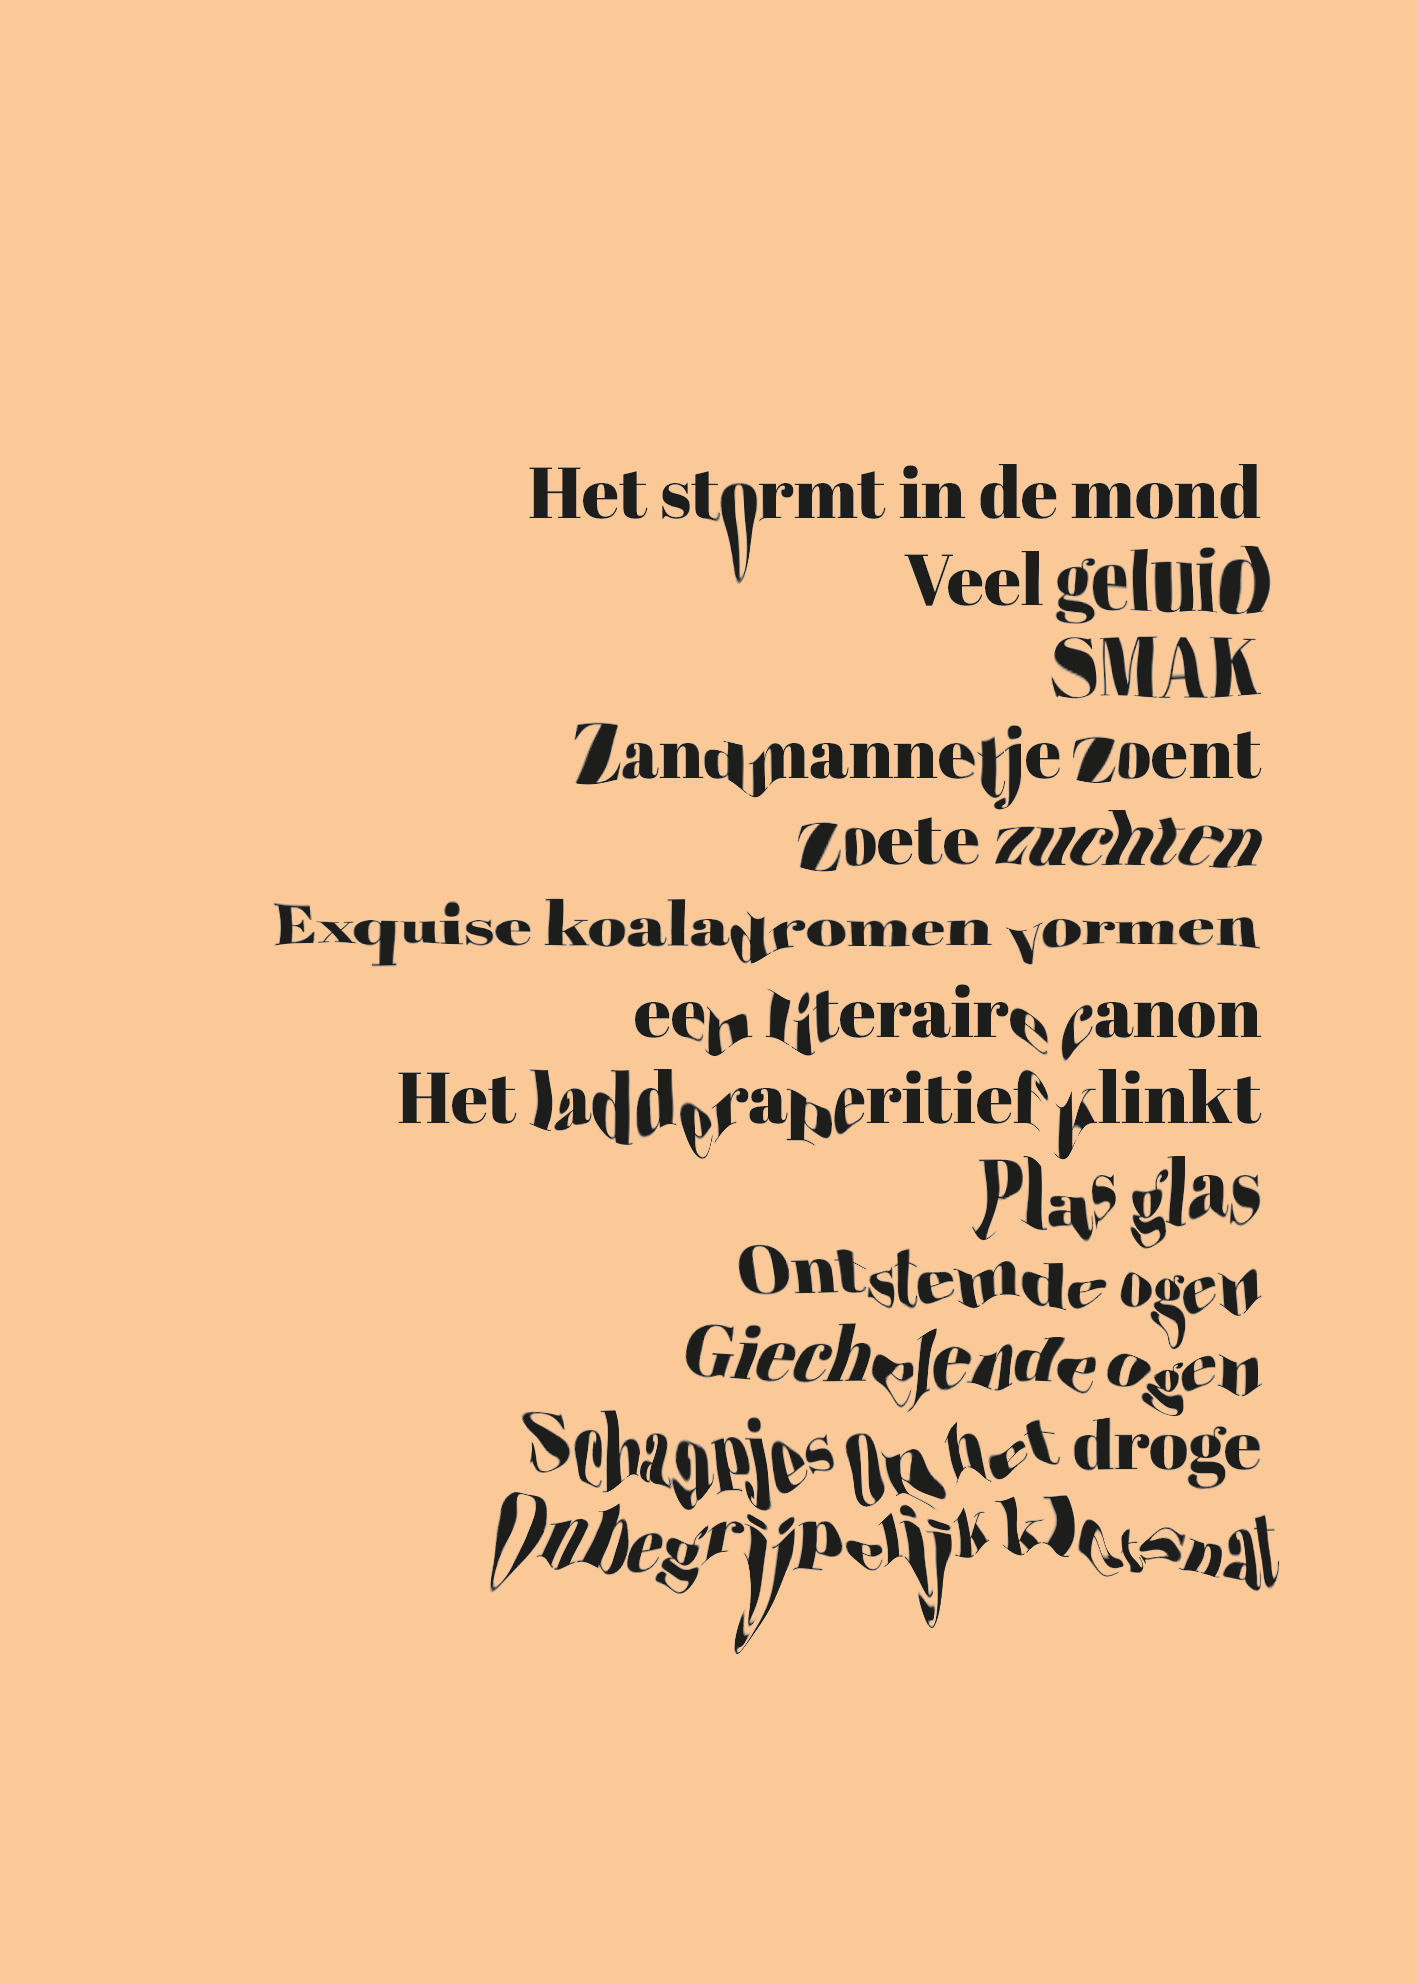 Het stormt in de mond
Veel geluid
SMAK
Zandmannetje zoent
zoete zuchten
Exquise koaladromen vormen
een literaire canon
Het ladderaperitief klinkt
Plas glas
Ontstemde ogen
Giechelende ogen
Schaapjes op het droge
Onbegrijpelijk kletsnat